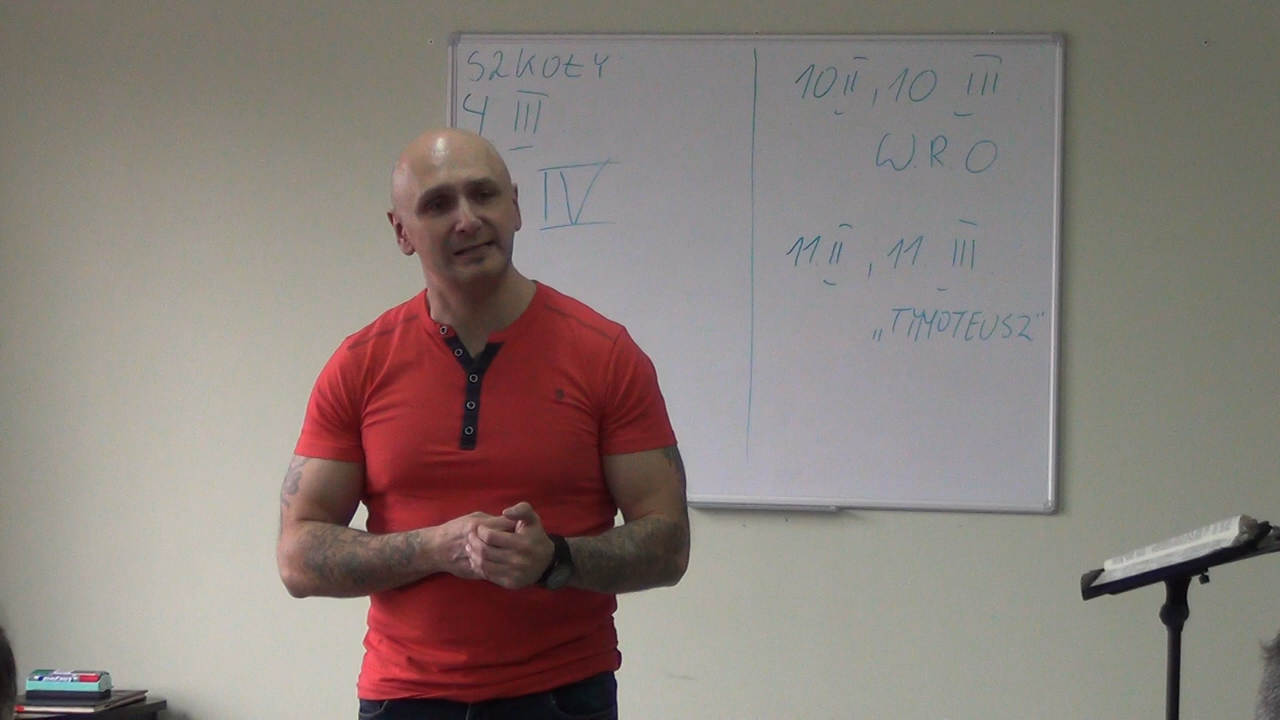 SZKOŁY
4 III
IV
10 II, 10 III
W.R.O
11 II, 11 III
„TYMOTEUSZ"